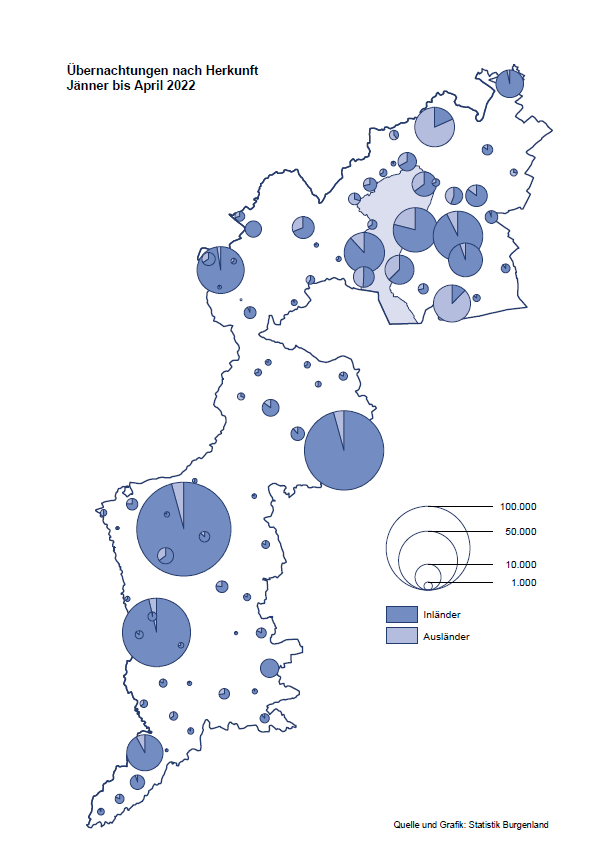 Übernachtungen nach Herkunft
Jänner bis April 2022
100.000
50.000
10.000
1.000
Inländer
Ausländer
Quelle und Grafik: Statistik Burgenland